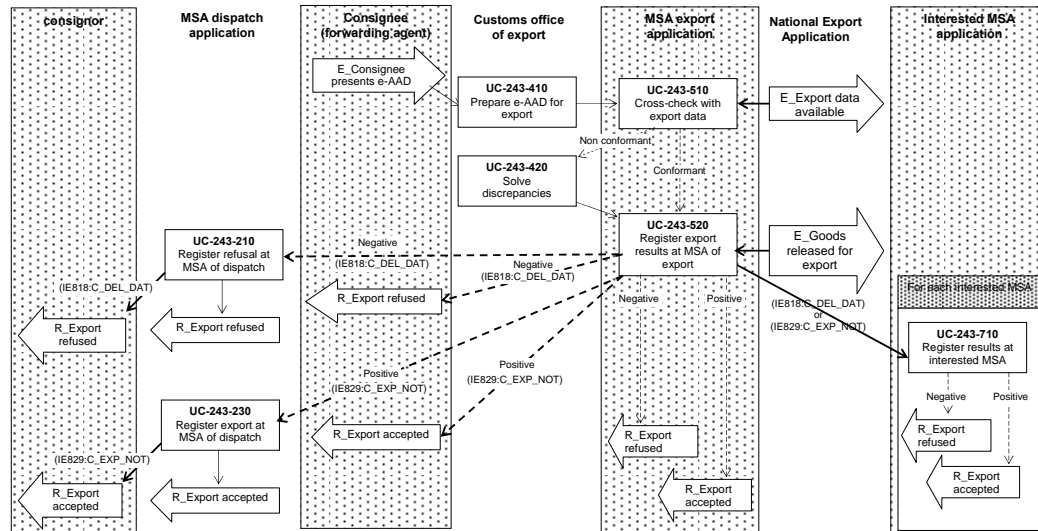 consignor
MSA dispatch
application
Consignee
(forwarding agent)
Customs office
of export
MSA export
application
National Export
Application
Interested MSA
application
E_Consignee
presents e-AAD
UC-243-410
Prepare e-AAD for
export
UC-243-510
Cross-check with
export data
E_Export data
available
Non conformant
UC-243-420
Solve
discrepancies
Conformant
UC-243-520
Register export
results at MSA of
export
E_Goods
released for
export
UC-243-210
Register refusal at
MSA of dispatch
Negative
(IE818:C_DEL_DAT)
Negative
(IE818:C_DEL_DAT)
(IE818:C_DEL_DAT)
R_Export refused
Negative
Positive
(IE818:C_DEL_DAT)
or
(IE829:C_EXP_NOT)
For each interested MSA
R_Export
refused
R_Export refused
UC-243-710
Register results at
interested MSA
Positive
(IE829:C_EXP_NOT)
Positive
(IE829:C_EXP_NOT)
Negative
Positive
UC-243-230
Register export at
MSA of dispatch
R_Export accepted
R_Export
refused
R_Export
refused
(IE829:C_EXP_NOT)
R_Export
accepted
R_Export accepted
R_Export
accepted
R_Export
accepted